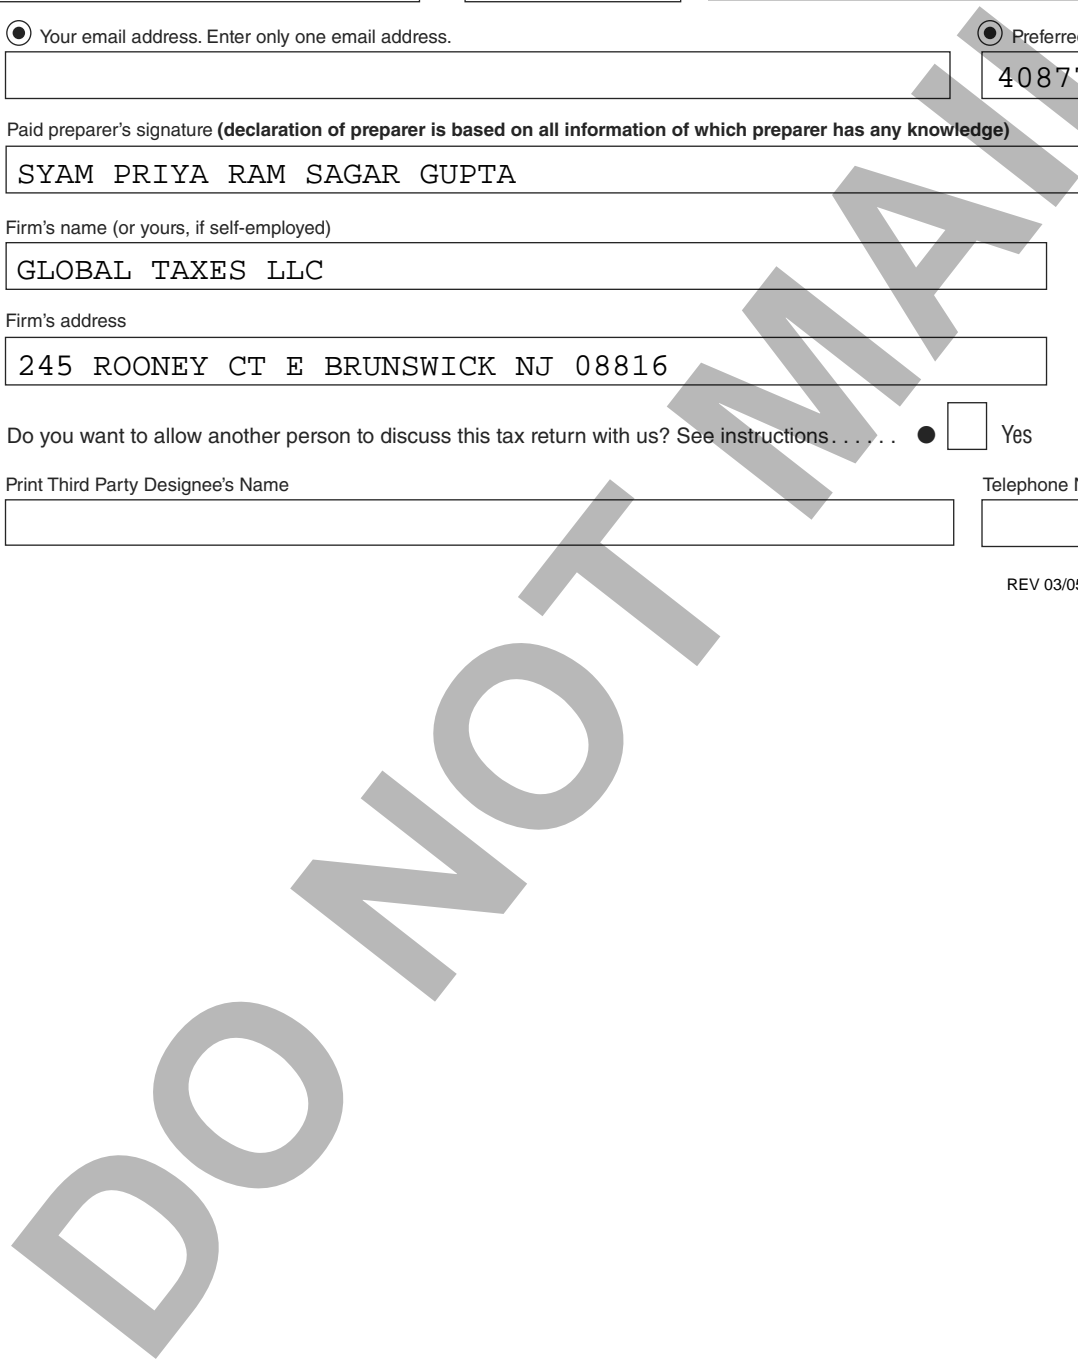 Your email address. Enter only one email address.
40877
Paid preparer's signature (declaration of preparer is based on all information of which preparer has any knowledge)
SYAM PRIYA RAM SAGAR GUPTA
Firm's name (or yours, if self-employed)
GLOBAL TAXES LLC
Firm's address
245 ROONEY CT E BRUNSWICK NJ 08816
Do you want to allow another person to discuss this tax return with us? See instructions...... ● Yes
Print Third Party Designee's Name Telephone
REV 03/05
DO NOT MAIL